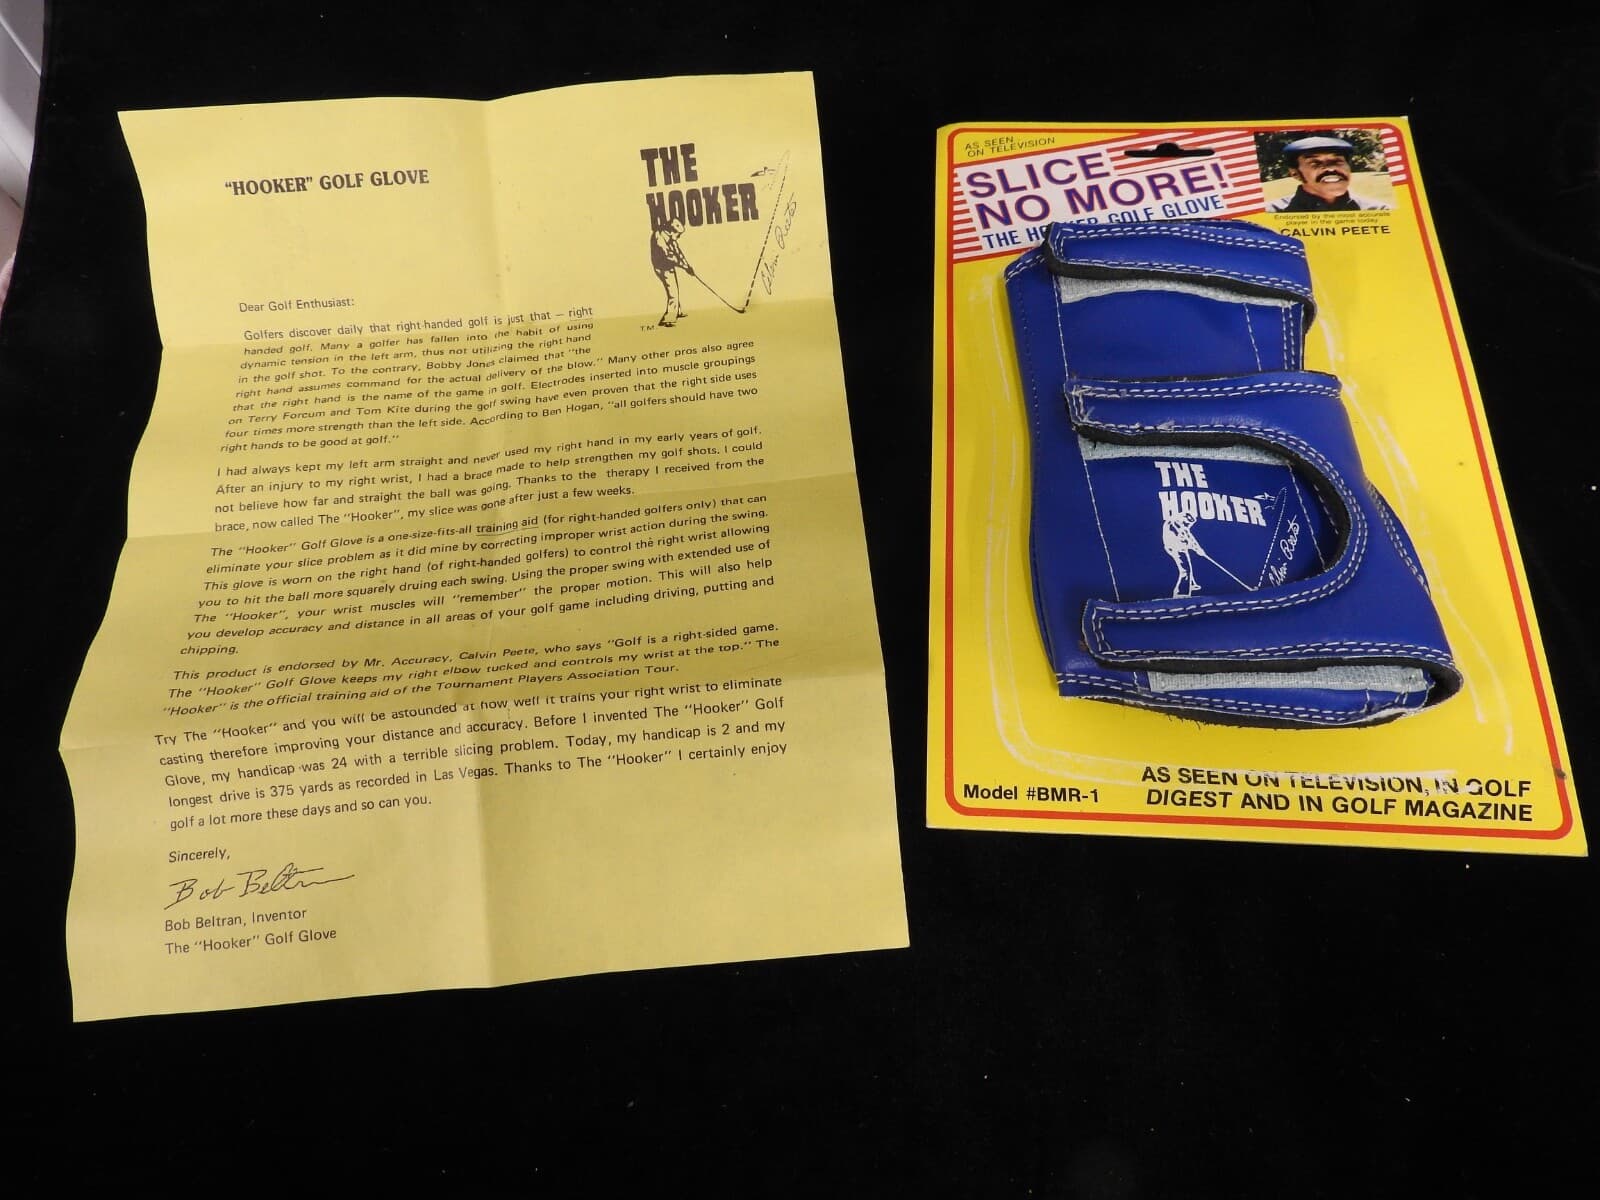 "HOOKER" GOLF GLOVE
THE
HOOKER
Calvin Peete
TM
Dear Golf Enthusiast:
Golfers discover daily that right-handed golf is just that — right
handed golf. Many a golfer has fallen into the habit of using
dynamic tension in the left arm, thus not utilizing the right hand
in the golf shot. To the contrary, Bobby Jones claimed that "the
right hand assumes command for the actual delivery of the blow." Many other pros also agree
that the right hand is the name of the game in golf. Electrodes inserted into muscle groupings
on Terry Forcum and Tom Kite during the golf swing have even proven that the right side uses
four times more strength than the left side. According to Ben Hogan, "all golfers should have two
right hands to be good at golf."
I had always kept my left arm straight and never used my right hand in my early years of golf.
After an injury to my right wrist, I had a brace made to help strengthen my golf shots. I could
not believe how far and straight the ball was going. Thanks to the therapy I received from the
brace, now called The "Hooker", my slice was gone after just a few weeks.
The "Hooker" Golf Glove is a one-size-fits-all training aid (for right-handed golfers only) that can
eliminate your slice problem as it did mine by correcting improper wrist action during the swing.
This glove is worn on the right hand (of right-handed golfers) to control the right wrist allowing
you to hit the ball more squarely druing each swing. Using the proper swing with extended use of
The "Hooker", your wrist muscles will "remember" the proper motion. This will also help
you develop accuracy and distance in all areas of your golf game including driving, putting and
chipping.
This product is endorsed by Mr. Accuracy, Calvin Peete, who says "Golf is a right-sided game.
The "Hooker" Golf Glove keeps my right elbow tucked and controls my wrist at the top." The
"Hooker" is the official training aid of the Tournament Players Association Tour.
Try The "Hooker" and you will be astounded at how well it trains your right wrist to eliminate
casting therefore improving your distance and accuracy. Before I invented The "Hooker" Golf
Glove, my handicap was 24 with a terrible slicing problem. Today, my handicap is 2 and my
longest drive is 375 yards as recorded in Las Vegas. Thanks to The "Hooker" I certainly enjoy
golf a lot more these days and so can you.
Sincerely,
Bob Beltran
Bob Beltran, Inventor
The "Hooker" Golf Glove
AS SEEN
ON TELEVISION
SLICE
NO MORE!
THE HOOKER GOLF GLOVE
Endorsed by the most accurate
player in the game today.
CALVIN PEETE
THE
HOOKER
Calvin Peete
Model #BMR-1
AS SEEN ON TELEVISION, IN GOLF
DIGEST AND IN GOLF MAGAZINE